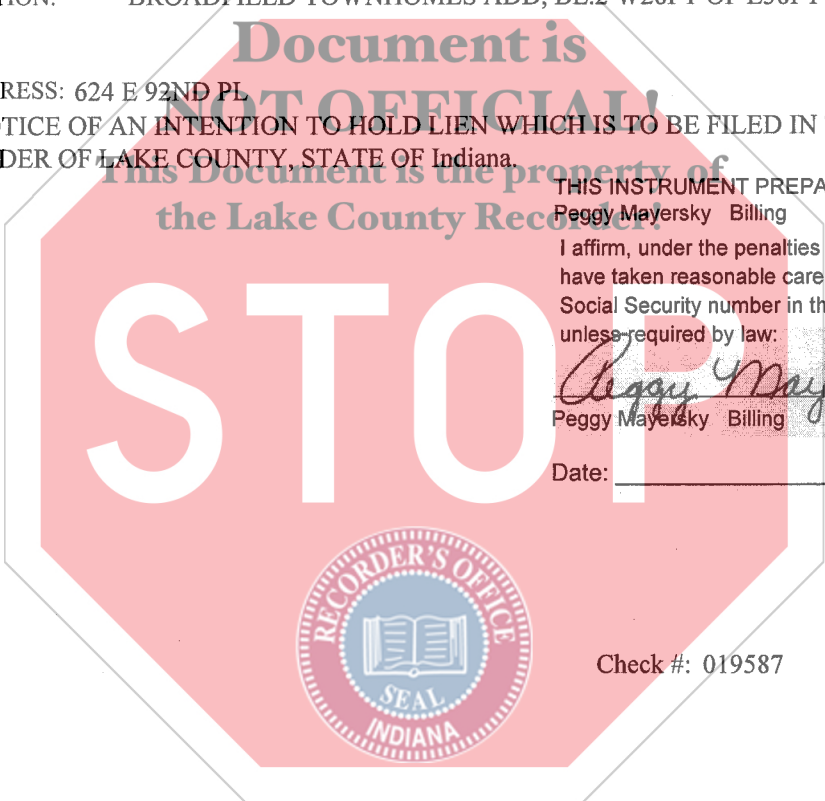 BROADFIELD TOWNHOMES ADD, BL.2
Document is
RESS: 624 E 92ND PL
NOT OFFICIAL!
TICE OF AN INTENTION TO HOLD LIEN WHICH IS TO BE FILED IN
DER OF LAKE COUNTY, STATE OF Indiana.
This Document is the property of
the Lake County Recorder!
THIS INSTRUMENT PREPA
Peggy Mayersky Billing
I affirm, under the penalties
have taken reasonable care
Social Security number in th
unless required by law:
STOP
Peggy May
Peggy Mayersky Billing
Date:
RECORDER'S OFFICE
SEAL
INDIANA
Check #: 019587